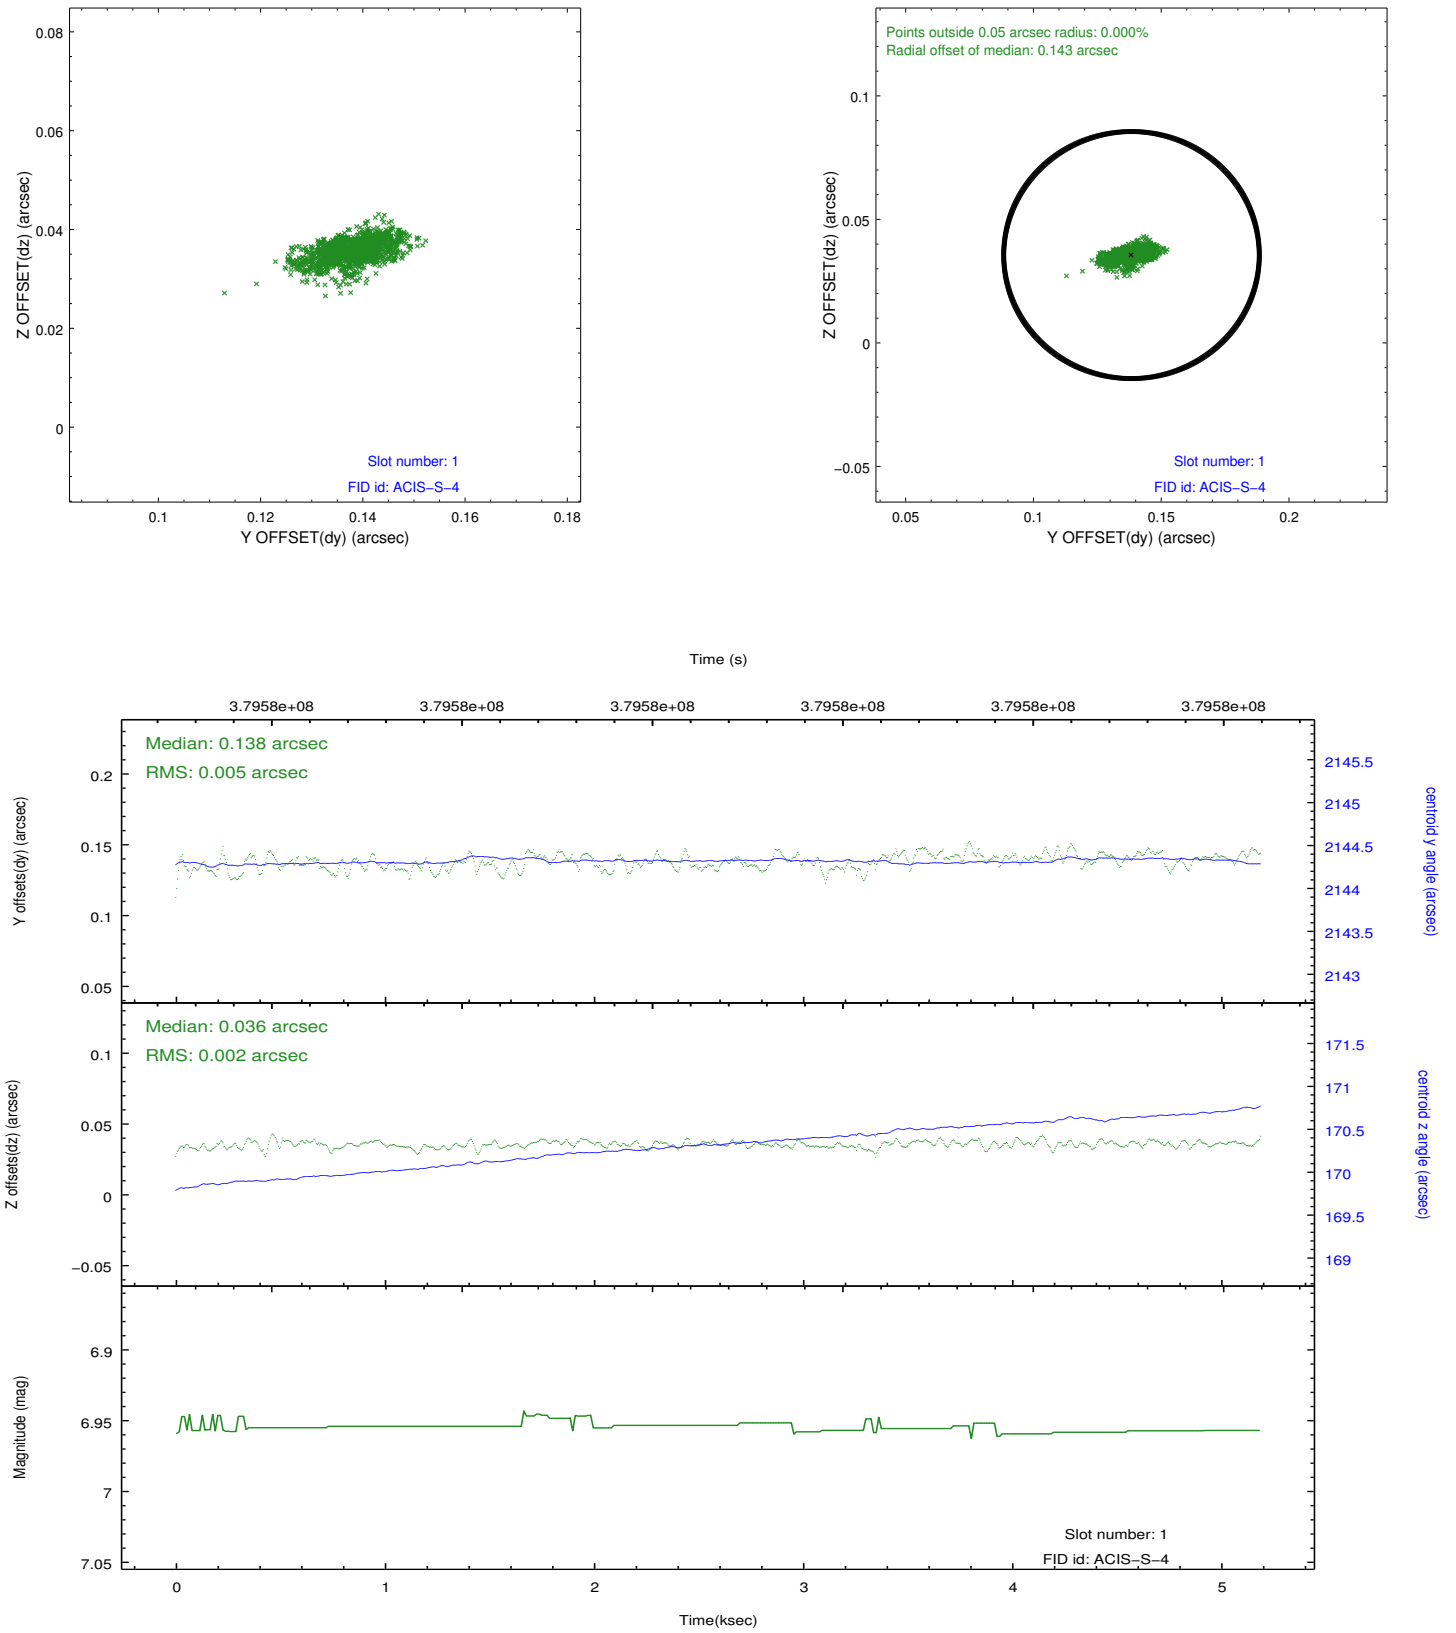 0.08
0.06
0.04
0.02
0
Z OFFSET(dz) (arcsec)
Slot number: 1
FID id: ACIS−S−4
0.1 0.12 0.14 0.16 0.18
Y OFFSET(dy) (arcsec)
Points outside 0.05 arcsec radius: 0.000%
Radial offset of median: 0.143 arcsec
0.1
0.05
0
−0.05
Z OFFSET(dz) (arcsec)
Slot number: 1
FID id: ACIS−S−4
0.05 0.1 0.15 0.2
Y OFFSET(dy) (arcsec)
Time (s)
3.7958e+08 3.7958e+08 3.7958e+08 3.7958e+08 3.7958e+08 3.7958e+08
Median: 0.138 arcsec
RMS: 0.005 arcsec
0.2
0.15
0.1
0.05
Y offsets(dy) (arcsec)
2145.5
2145
2144.5
2144
2143.5
2143
centroid y angle (arcsec)
Median: 0.036 arcsec
RMS: 0.002 arcsec
0.1
0.05
0
−0.05
Z offsets(dz) (arcsec)
171.5
171
170.5
170
169.5
169
centroid z angle (arcsec)
6.9
6.95
7
7.05
Magnitude (mag)
Slot number: 1
FID id: ACIS−S−4
0 1 2 3 4 5
Time(ksec)